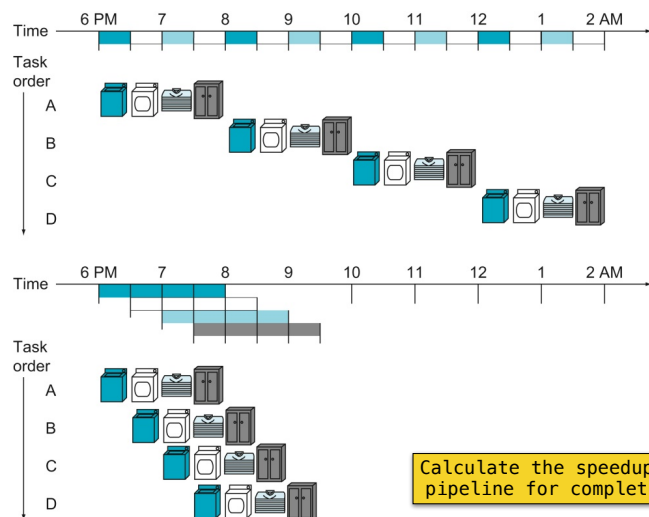 6 PM 7 8 9 10 11 12 1 2 AM
Time
Task
order
A
B
C
D
6 PM 7 8 9 10 11 12 1 2 AM
Time
Task
order
A
B
C
D
Calculate the speedup
pipeline for complet